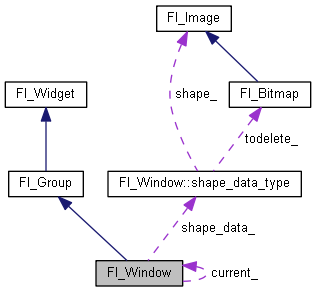 Fl_Image
shape_
Fl_Widget
Fl_Bitmap
todelete_
Fl_Group
Fl_Window::shape_data_type
shape_data_
Fl_Window
current_